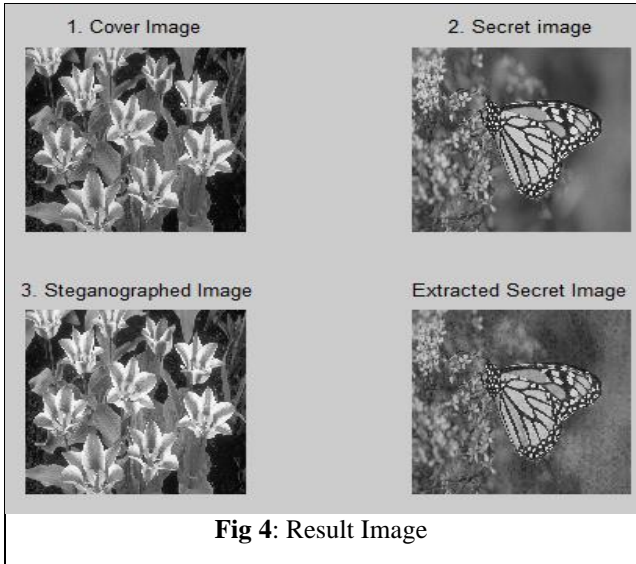 1. Cover Image
2. Secret image
3. Steganographed Image
Extracted Secret Image
Fig 4: Result Image